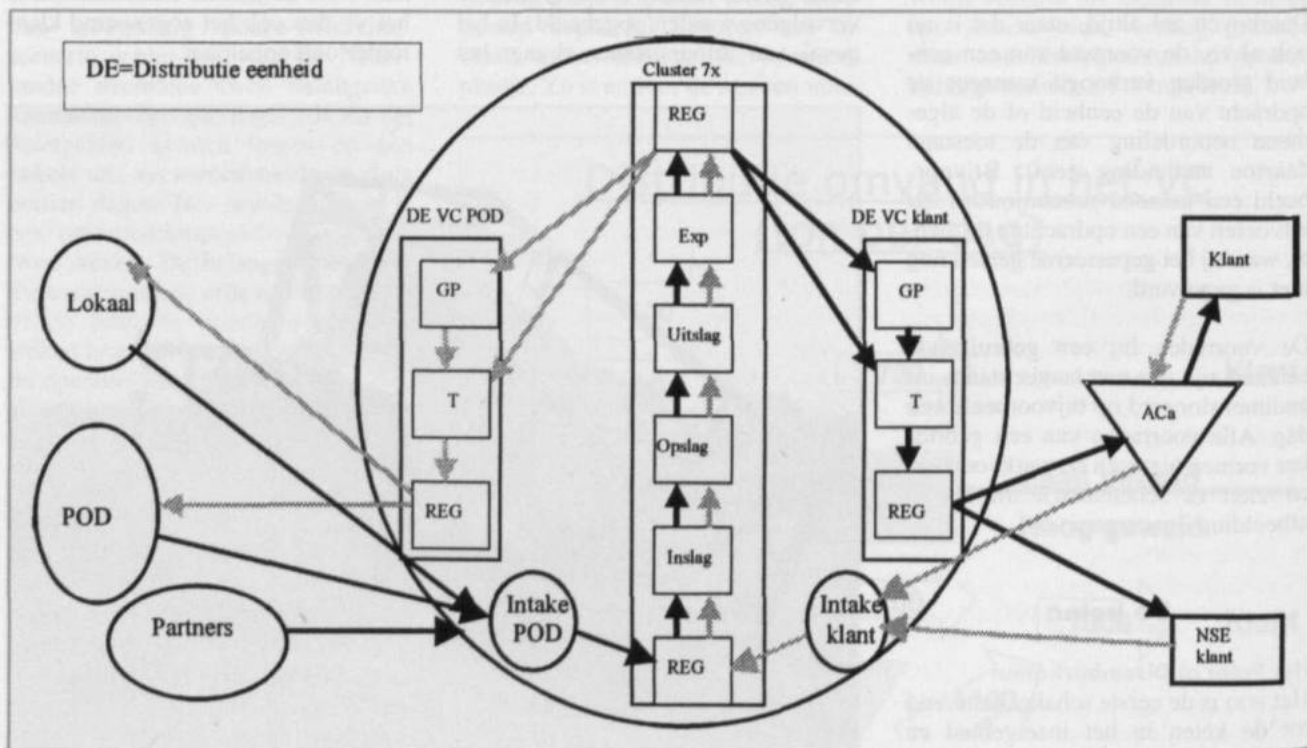 DE=Distributie eenheid
Cluster 7x
REG
DE VC POD
DE VC klant
Exp
GP
GP
Klant
Lokaal
Uitslag
T
T
ACa
Opslag
POD
REG
REG
Inslag
Intake
POD
Intake
klant
Partners
REG
NSE
klant